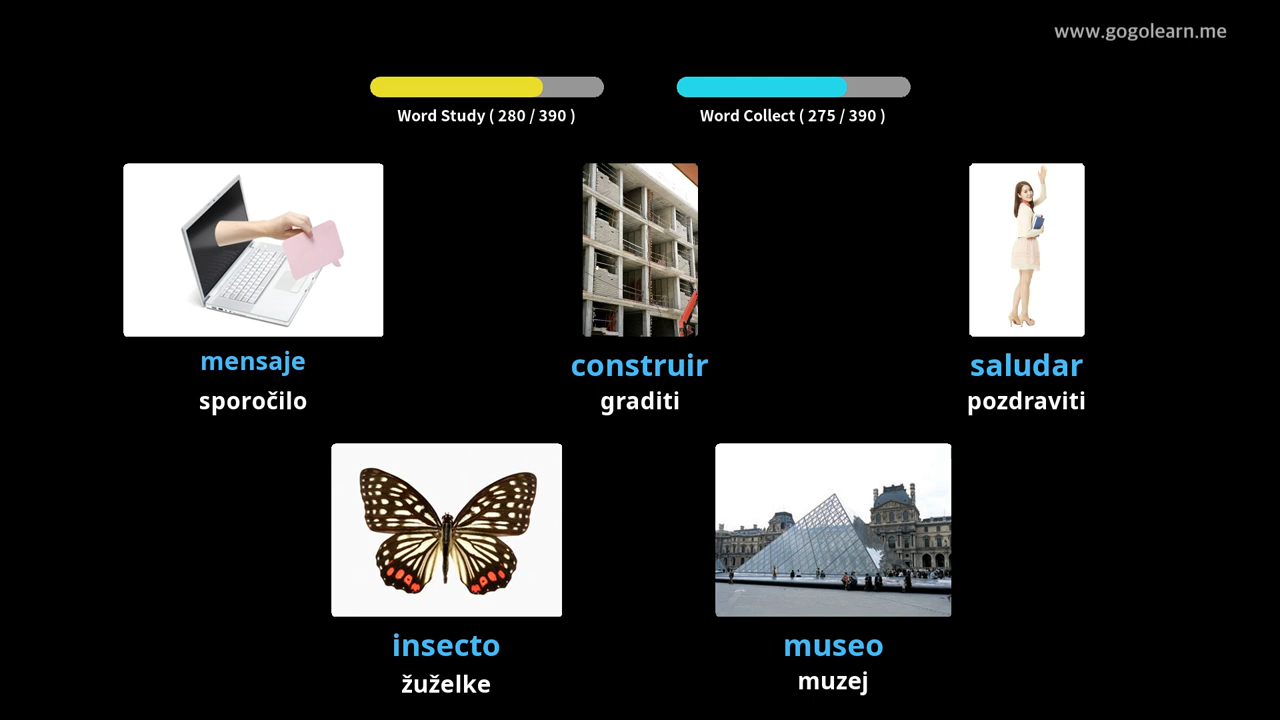 www.gogolearn.me
Word Study ( 280 / 390 )
Word Collect ( 275 / 390 )
mensaje
sporočilo
construir
graditi
saludar
pozdraviti
insecto
žuželke
museo
muzej